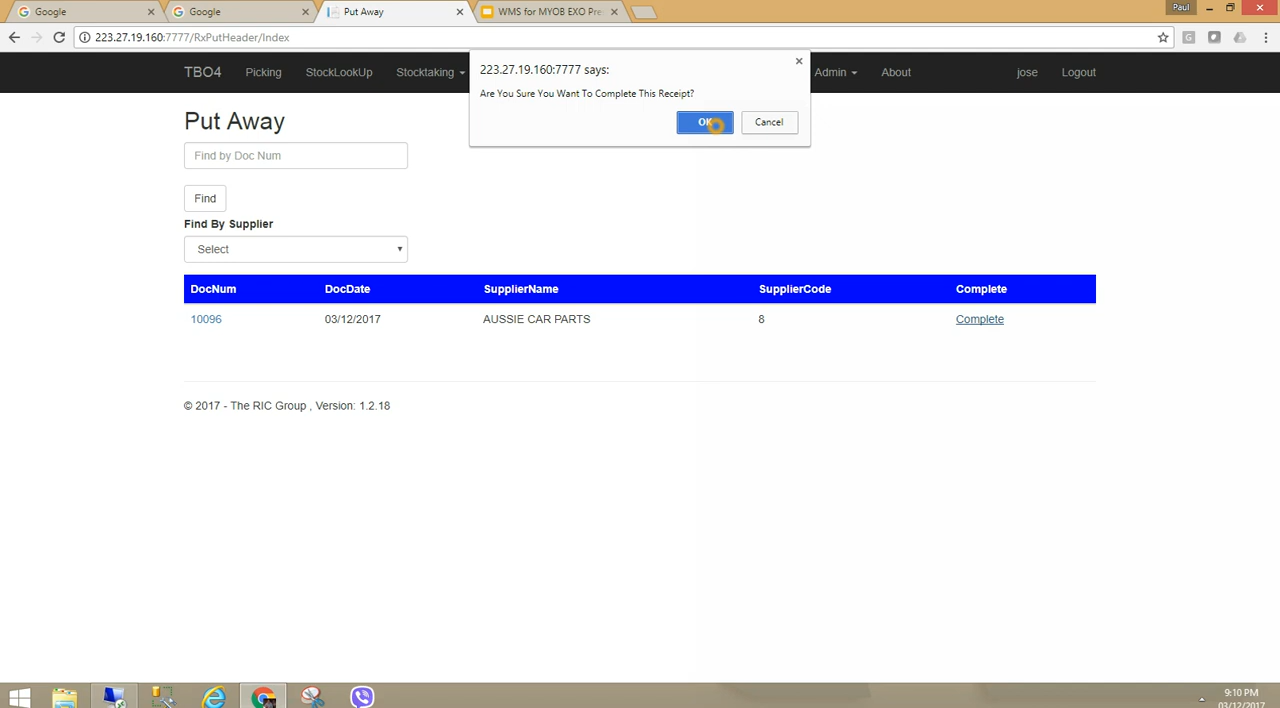 Google
Google
Put Away
WMS for MYOB EXO Pre
Paul
223.27.19.160:7777/RxPutHeader/Index
TBO4
Picking
StockLookUp
Stocktaking
Admin
About
jose
Logout
223.27.19.160:7777 says:
Are You Sure You Want To Complete This Receipt?
OK
Cancel
Put Away
Find by Doc Num
Find
Find By Supplier
Select
DocNum DocDate SupplierName SupplierCode Complete
10096 03/12/2017 AUSSIE CAR PARTS 8 Complete
© 2017 - The RIC Group , Version: 1.2.18
9:10 PM
03/12/2017